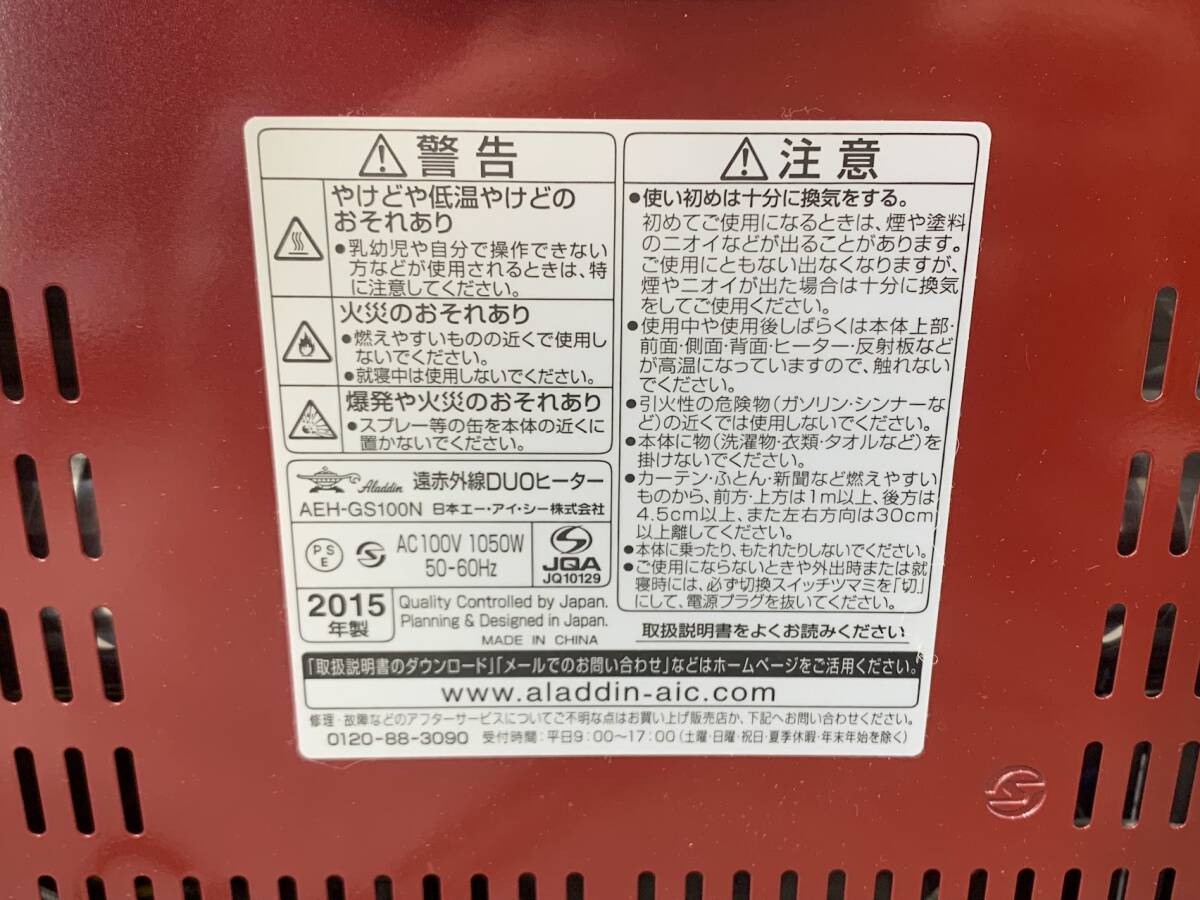 警告
やけどや低温やけどの
おそれあり
●乳幼児や自分で操作できない
方などが使用されるときは、特
に注意してください。
火災のおそれあり
●燃えやすいものの近くで使用し
ないでください。
●就寝中は使用しないでください。
爆発や火災のおそれあり
●スプレー等の缶を本体の近くに
置かないでください。
Aladdin 遠赤外線DUOヒーター
AEH-GS100N 日本エー・アイ・シー株式会社
PSE
AC100V 1050W
50-60Hz
JQA
JQ10129
2015
年製
Quality Controlled by Japan.
Planning & Designed in Japan.
MADE IN CHINA
注意
●使い初めは十分に換気をする。
初めてご使用になるときは、煙や塗料
のニオイなどが出ることがあります。
ご使用にともない出なくなりますが、
煙やニオイが出た場合は十分に換気
をしてご使用ください。
●使用中や使用後しばらくは本体上部・
前面・側面・背面・ヒーター・反射板など
が高温になっていますので、触れない
でください。
●引火性の危険物(ガソリン・シンナーな
ど)の近くでは使用しないでください。
●本体に物(洗濯物・衣類・タオルなど)を
掛けないでください。
●カーテン・ふとん・新聞など燃えやすい
ものから、前方・上方は1m以上、後方は
4.5cm以上、また左右方向は30cm
以上離してください。
●本体に乗ったり、もたれたりしないでください。
●ご使用にならないときや外出時または就
寝時には、必ず切換スイッチツマミを「切」
にして、電源プラグを抜いてください。
取扱説明書をよくお読みください
「取扱説明書のダウンロード」「メールでのお問い合わせ」などはホームページをご活用ください。
www.aladdin-aic.com
修理・故障などのアフターサービスについてご不明な点はお買い上げ販売店か、下記へお問い合わせください。
0120-88-3090 受付時間:平日9:00〜17:00(土曜・日曜・祝日・夏季休暇・年末年始を除く)